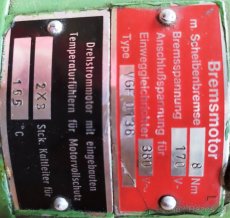 Drehstrommotor mit eingebauten
Temperaturfühlern für Motorvollschutz
2X3 Stck. Kaltleiter für
165 °C
Bremsmotor
m. Scheibenbremse 8 Nm
Bremsspannung 170 V-
Anschlußspannung für
Einweggleichrichter 380 V~
Type